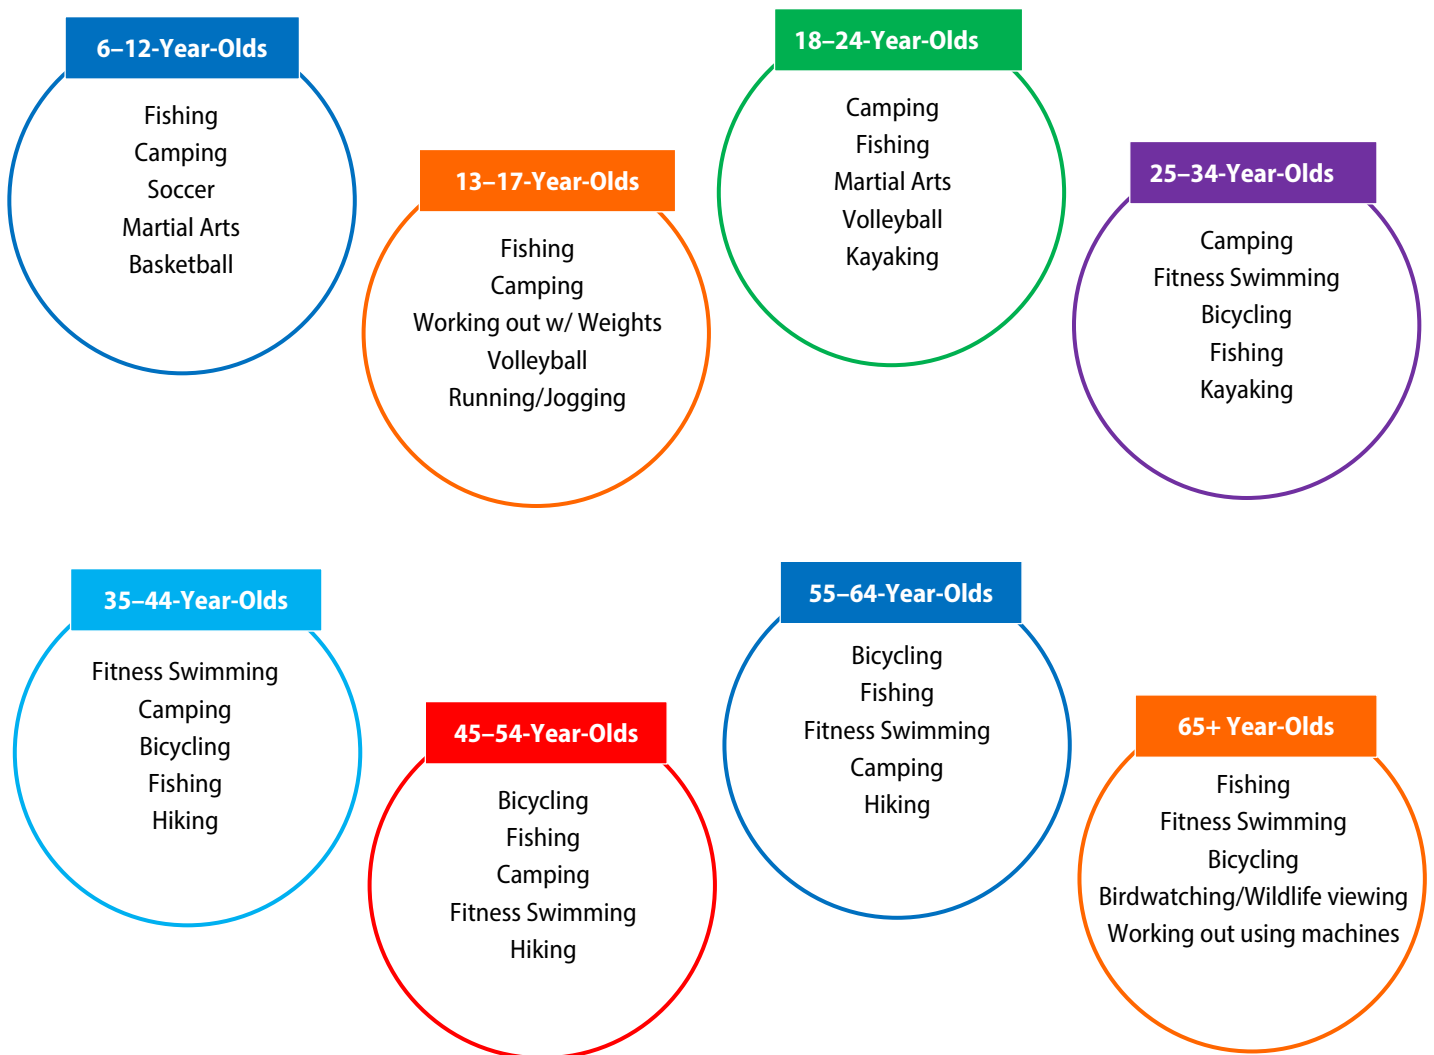 6–12-Year-Olds
Fishing
Camping
Soccer
Martial Arts
Basketball
13–17-Year-Olds
Fishing
Camping
Working out w/ Weights
Volleyball
Running/Jogging
18–24-Year-Olds
Camping
Fishing
Martial Arts
Volleyball
Kayaking
25–34-Year-Olds
Camping
Fitness Swimming
Bicycling
Fishing
Kayaking
35–44-Year-Olds
Fitness Swimming
Camping
Bicycling
Fishing
Hiking
45–54-Year-Olds
Bicycling
Fishing
Camping
Fitness Swimming
Hiking
55–64-Year-Olds
Bicycling
Fishing
Fitness Swimming
Camping
Hiking
65+ Year-Olds
Fishing
Fitness Swimming
Bicycling
Birdwatching/Wildlife viewing
Working out using machines